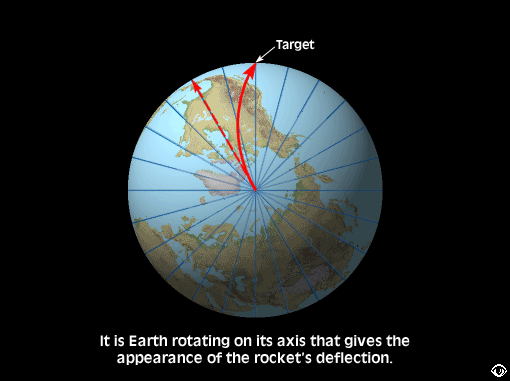 Target
It is Earth rotating on its axis that gives the
appearance of the rocket's deflection.